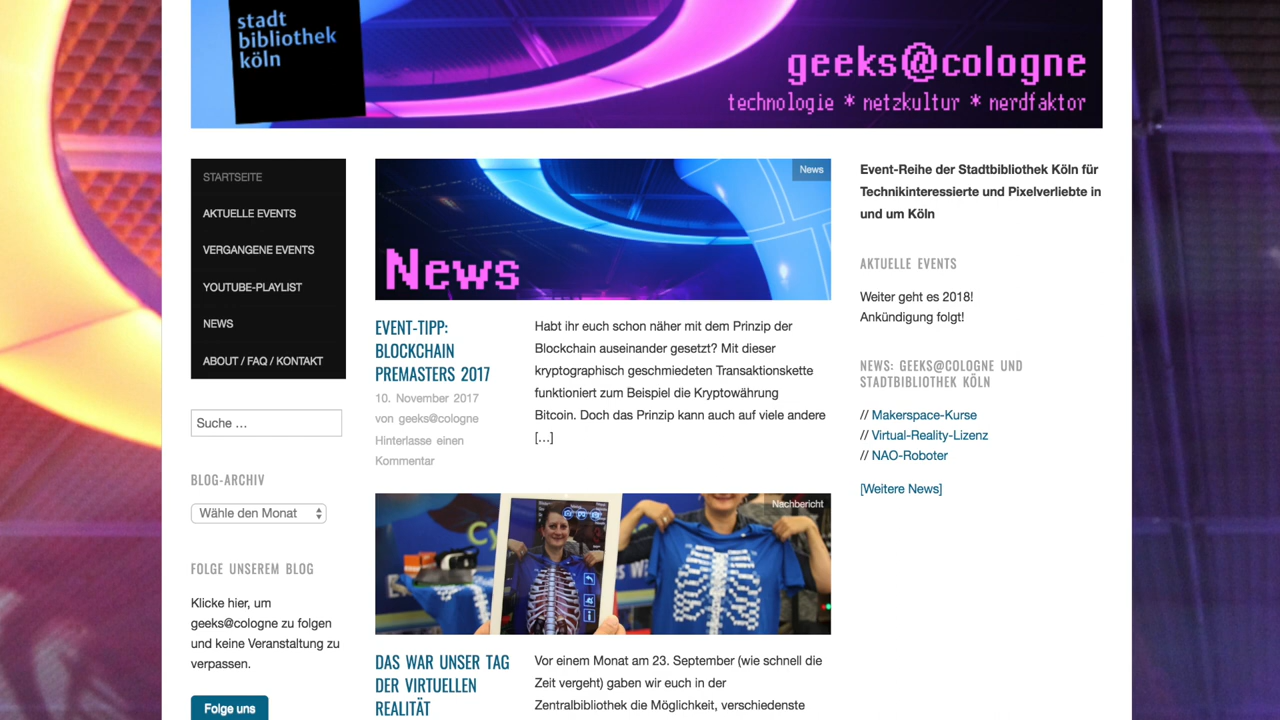 stadt
bibliothek
köln
geeks@cologne
technologie * netzkultur * nerdfaktor
STARTSEITE
AKTUELLE EVENTS
VERGANGENE EVENTS
YOUTUBE-PLAYLIST
NEWS
ABOUT / FAQ / KONTAKT
Suche …
BLOG-ARCHIV
Wähle den Monat
FOLGE UNSEREM BLOG
Klicke hier, um
geeks@cologne zu folgen
und keine Veranstaltung zu
verpassen.
Folge uns
News
News
EVENT-TIPP:
BLOCKCHAIN
PREMASTERS 2017
10. November 2017
von geeks@cologne
Hinterlasse einen
Kommentar
Habt ihr euch schon näher mit dem Prinzip der
Blockchain auseinander gesetzt? Mit dieser
kryptographisch geschmiedeten Transaktionskette
funktioniert zum Beispiel die Kryptowährung
Bitcoin. Doch das Prinzip kann auch auf viele andere
[…]
Nachbericht
DAS WAR UNSER TAG
DER VIRTUELLEN
REALITÄT
Vor einem Monat am 23. September (wie schnell die
Zeit vergeht) gaben wir euch in der
Zentralbibliothek die Möglichkeit, verschiedenste
Event-Reihe der Stadtbibliothek Köln für
Technikinteressierte und Pixelverliebte in
und um Köln
AKTUELLE EVENTS
Weiter geht es 2018!
Ankündigung folgt!
NEWS: GEEKS@COLOGNE UND
STADTBIBLIOTHEK KÖLN
// Makerspace-Kurse
// Virtual-Reality-Lizenz
// NAO-Roboter
[Weitere News]